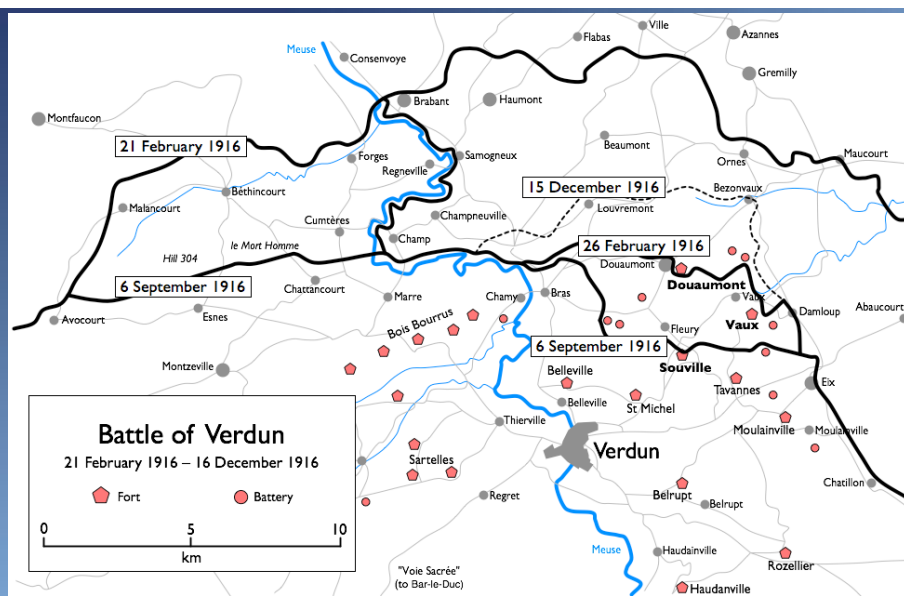 Ville
Flabas
Azannes
Meuse
Consenvoye
Gremilly
Brabant
Haumont
Montfaucon
21 February 1916
Beaumont
Forges
Samogneux
Ornes
Maucourt
Regneville
Béthincourt
15 December 1916
Bezonvaux
Malancourt
Louvremont
Cumtères
Champneuville
le Mort Homme
Champ
26 February 1916
Hill 304
Douaumont
Douaumont
6 September 1916
Chattancourt
Marre
Charny
Bras
Vaux
Avocourt
Esnes
Damloup
Abaucourt
Bois Bourrus
Fleury
Vaux
6 September 1916
Souville
Montzeville
Belleville
Tavannes
Eix
Belleville
St Michel
Battle of Verdun
Thierville
Moulainville
Moulainville
21 February 1916 – 16 December 1916
Verdun
Sartelles
Fort
Battery
Regret
Belrupt
Belrupt
Chatillon
0 5 10
km
Meuse
Haudainville
Rozellier
"Voie Sacrée"
(to Bar-le-Duc)
Haudanville